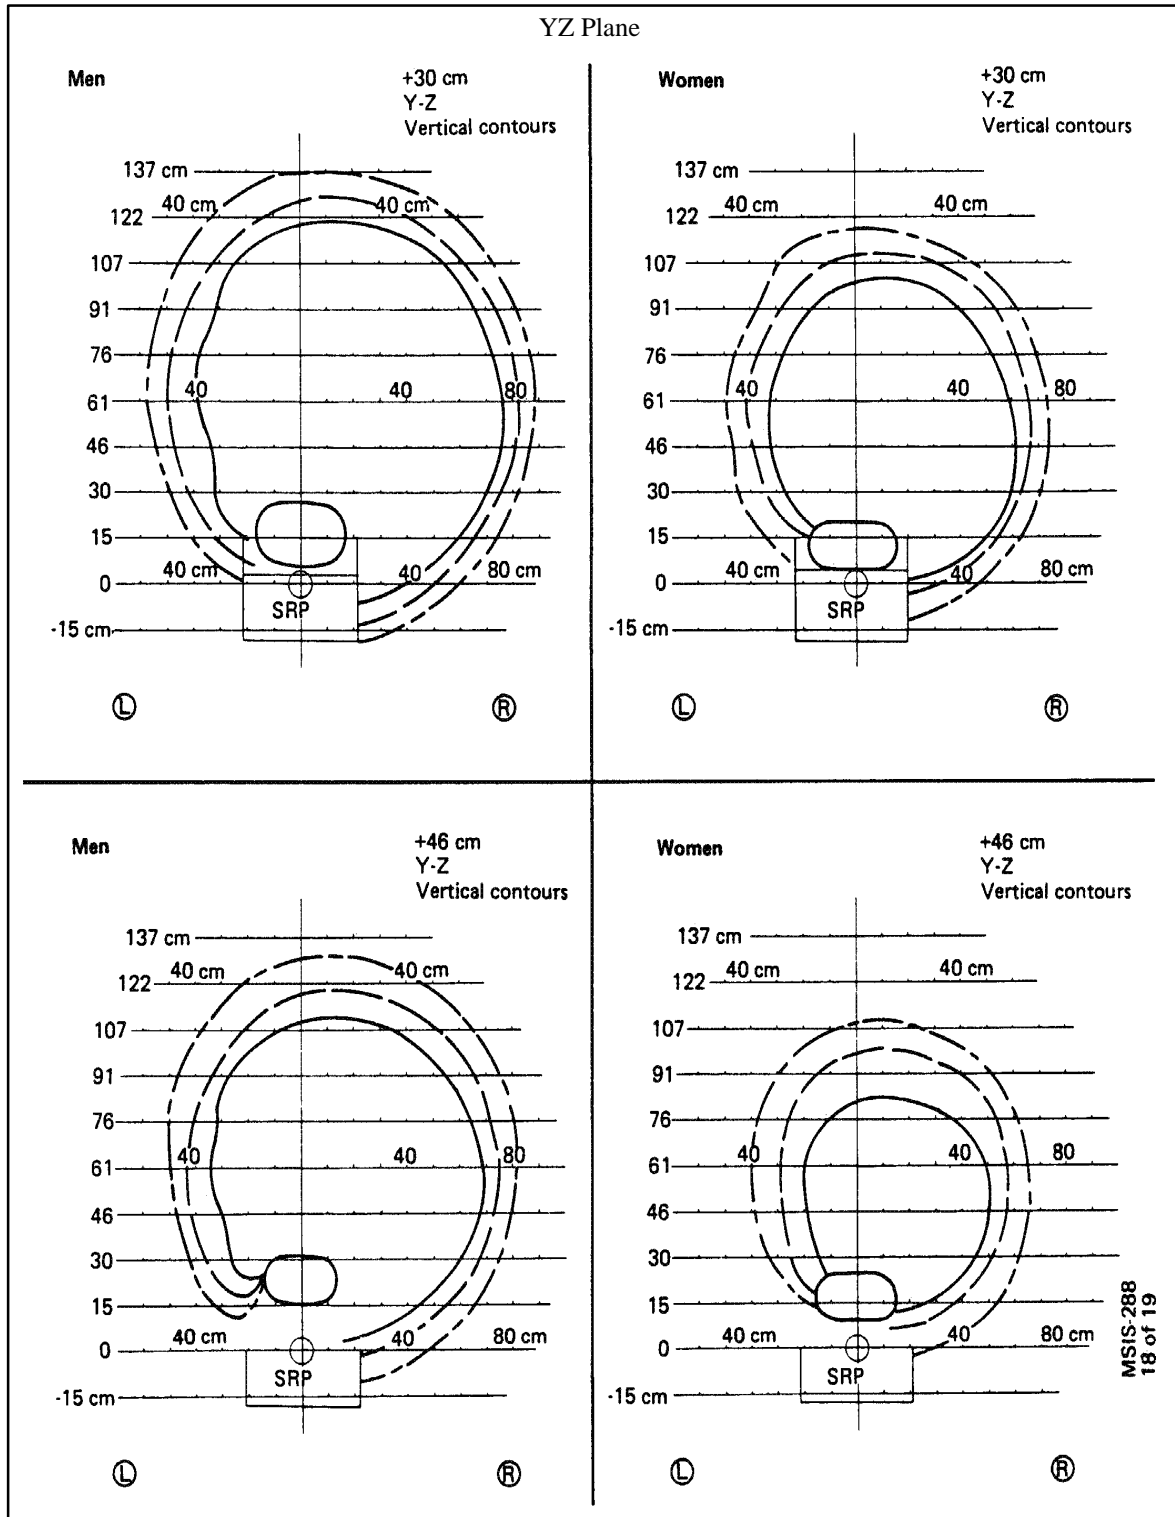 YZ Plane
Men
+30 cm
Y-Z
Vertical contours
137 cm
40 cm 40 cm
122
107
91
76
40 40 80
61
46
30
15
40 cm 40
0
SRP
-15 cm
L R
Women
+30 cm
Y-Z
Vertical contours
137 cm
122 40 cm 40 cm
107
91
76
40 40 80
61
46
30
15
40 cm 40 80 cm
0
SRP
-15 cm
L R
Men
+46 cm
Y-Z
Vertical contours
137 cm
40 cm 40 cm
122
107
91
76
40 40 80
61
46
30
15
40 cm 40 80 cm
0
SRP
-15 cm
L R
Women
+46 cm
Y-Z
Vertical contours
137 cm
40 cm 40 cm
122
107
91
76
40 40 80
61
46
30
15
40 cm 40 80 cm
0
SRP
-15 cm
L R
MSIS-288
18 of 19